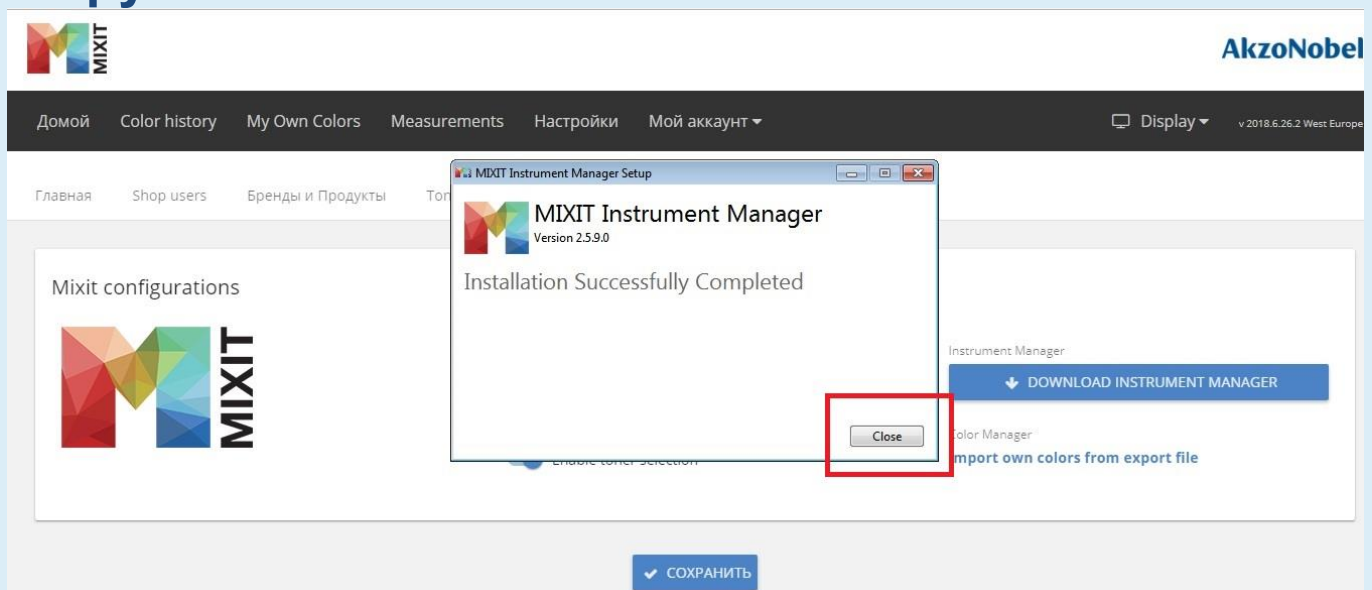 MIXIT
AkzoNobel
Домой Color history My Own Colors Measurements Настройки Мой аккаунт Display v 2018.6.26.2 West Europe
Главная Shop users Бренды и Продукты
MIXIT Instrument Manager Setup
MIXIT Instrument Manager
Version 2.5.9.0
Installation Successfully Completed
Close
Mixit configurations
MIXIT
Enable toner selection
Instrument Manager
DOWNLOAD INSTRUMENT MANAGER
Color Manager
Import own colors from export file
СОХРАНИТЬ